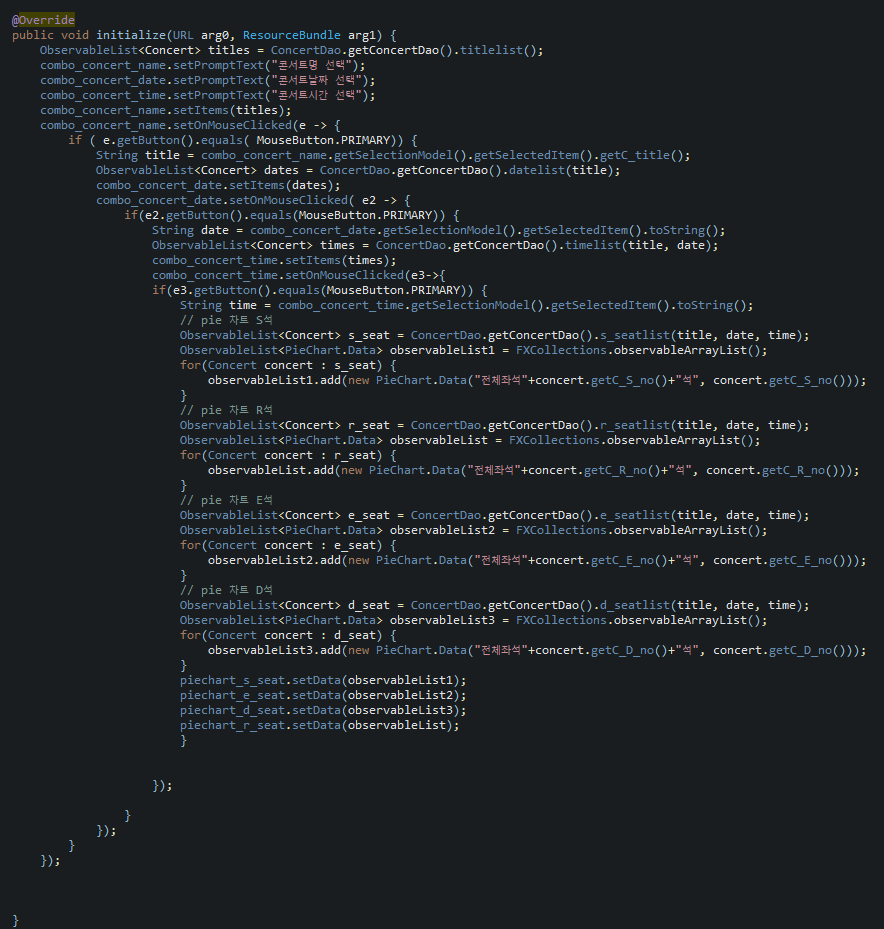 @Override
public void initialize(URL arg0, ResourceBundle arg1) {
ObservableList<Concert> titles = ConcertDao.getConcertDao().titlelist();
combo_concert_name.setPromptText("콘서트명 선택");
combo_concert_date.setPromptText("콘서트날짜 선택");
combo_concert_time.setPromptText("콘서트시간 선택");
combo_concert_name.setItems(titles);
combo_concert_name.setOnMouseClicked(e -> {
if ( e.getButton().equals( MouseButton.PRIMARY)) {
String title = combo_concert_name.getSelectionModel().getSelectedItem().getC_title();
ObservableList<Concert> dates = ConcertDao.getConcertDao().datelist(title);
combo_concert_date.setItems(dates);
combo_concert_date.setOnMouseClicked( e2 -> {
if(e2.getButton().equals(MouseButton.PRIMARY)) {
String date = combo_concert_date.getSelectionModel().getSelectedItem().toString();
ObservableList<Concert> times = ConcertDao.getConcertDao().timelist(title, date);
combo_concert_time.setItems(times);
combo_concert_time.setOnMouseClicked(e3->{
if(e3.getButton().equals(MouseButton.PRIMARY)) {
String time = combo_concert_time.getSelectionModel().getSelectedItem().toString();
// pie 차트 S석
ObservableList<Concert> s_seat = ConcertDao.getConcertDao().s_seatlist(title, date, time);
ObservableList<PieChart.Data> observableList1 = FXCollections.observableArrayList();
for(Concert concert : s_seat) {
observableList1.add(new PieChart.Data("전체좌석"+concert.getC_S_no()+"석", concert.getC_S_no()));
}
// pie 차트 R석
ObservableList<Concert> r_seat = ConcertDao.getConcertDao().r_seatlist(title, date, time);
ObservableList<PieChart.Data> observableList = FXCollections.observableArrayList();
for(Concert concert : r_seat) {
observableList.add(new PieChart.Data("전체좌석"+concert.getC_R_no()+"석", concert.getC_R_no()));
}
// pie 차트 E석
ObservableList<Concert> e_seat = ConcertDao.getConcertDao().e_seatlist(title, date, time);
ObservableList<PieChart.Data> observableList2 = FXCollections.observableArrayList();
for(Concert concert : e_seat) {
observableList2.add(new PieChart.Data("전체좌석"+concert.getC_E_no()+"석", concert.getC_E_no()));
}
// pie 차트 D석
ObservableList<Concert> d_seat = ConcertDao.getConcertDao().d_seatlist(title, date, time);
ObservableList<PieChart.Data> observableList3 = FXCollections.observableArrayList();
for(Concert concert : d_seat) {
observableList3.add(new PieChart.Data("전체좌석"+concert.getC_D_no()+"석", concert.getC_D_no()));
}
piechart_s_seat.setData(observableList1);
piechart_e_seat.setData(observableList2);
piechart_d_seat.setData(observableList3);
piechart_r_seat.setData(observableList);
}
});
}
});
}
});
}